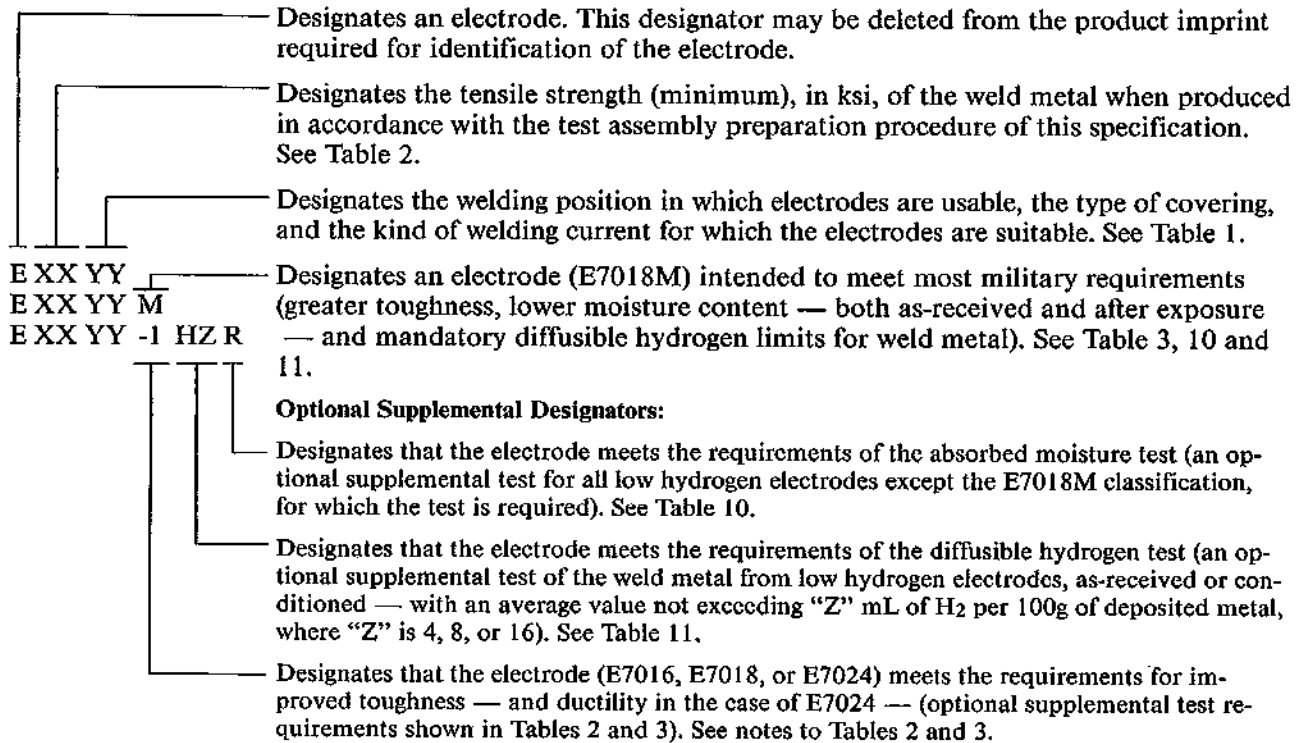 Designates an electrode. This designator may be deleted from the product imprint
required for identification of the electrode.
Designates the tensile strength (minimum), in ksi, of the weld metal when produced
in accordance with the test assembly preparation procedure of this specification.
See Table 2.
Designates the welding position in which electrodes are usable, the type of covering,
and the kind of welding current for which the electrodes are suitable. See Table 1.
E XX YY
E XX YY M
E XX YY -1 HZ R
Designates an electrode (E7018M) intended to meet most military requirements
(greater toughness, lower moisture content — both as-received and after exposure
— and mandatory diffusible hydrogen limits for weld metal). See Table 3, 10 and
11.
Optional Supplemental Designators:
Designates that the electrode meets the requirements of the absorbed moisture test (an op-
tional supplemental test for all low hydrogen electrodes except the E7018M classification,
for which the test is required). See Table 10.
Designates that the electrode meets the requirements of the diffusible hydrogen test (an op-
tional supplemental test of the weld metal from low hydrogen electrodes, as-received or con-
ditioned — with an average value not exceeding “Z” mL of H2 per 100g of deposited metal,
where “Z” is 4, 8, or 16). See Table 11.
Designates that the electrode (E7016, E7018, or E7024) meets the requirements for im-
proved toughness — and ductility in the case of E7024 — (optional supplemental test re-
quirements shown in Tables 2 and 3). See notes to Tables 2 and 3.